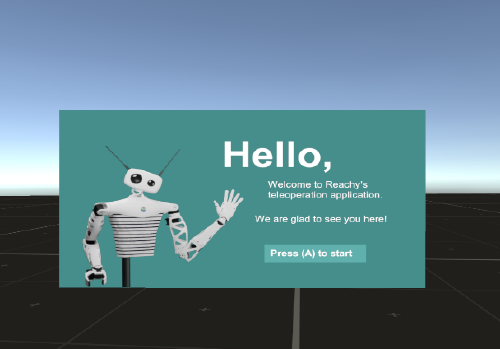 Hello,
Welcome to Reachy's
teleoperation application.
We are glad to see you here!
Press (A) to start